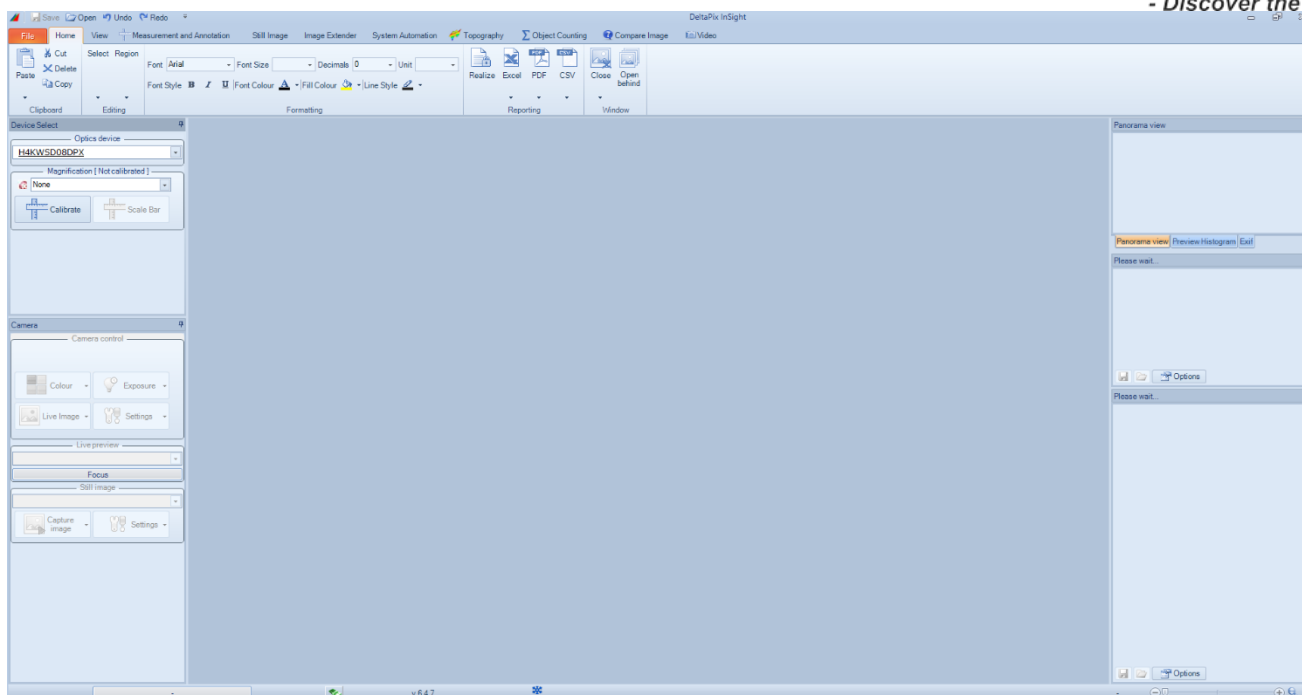 - Discover the
Save Open Undo Redo DeltaPix InSight
File Home View Measurement and Annotation Still Image Image Extender System Automation Topography Object Counting Compare Image Video
Paste Cut Delete Copy
Select Region
Font Arial Font Size Decimals 0 Unit
Font Style B I U Font Colour A Fill Colour Line Style
Realize Excel PDF CSV
Close Open behind
Clipboard Editing Formatting Reporting Window
Device Select
Optics device
H4KWSD08DPX
Magnification [ Not calibrated ]
None
Calibrate Scale Bar
Camera
Camera control
Colour Exposure
Live Image Settings
Live preview
Focus
Still image
Capture image Settings
Panorama view
Panorama view Preview Histogram Exif
Please wait...
Options
Please wait...
Options
- v 6.4.7